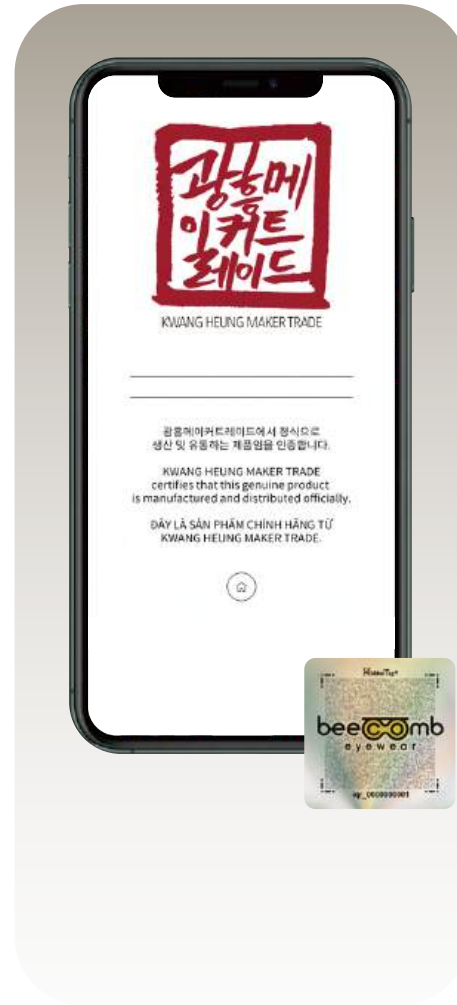 광흥메
이커트
레이드
KWANG HEUNG MAKER TRADE
광흥메이커트레이드에서 정식으로
생산 및 유통하는 제품임을 인증합니다.
KWANG HEUNG MAKER TRADE
certifies that this genuine product
is manufactured and distributed officially.
ĐÂY LÀ SẢN PHẨM CHÍNH HÃNG TỪ
KWANG HEUNG MAKER TRADE.
HiddenTag
beecomb
eyewear